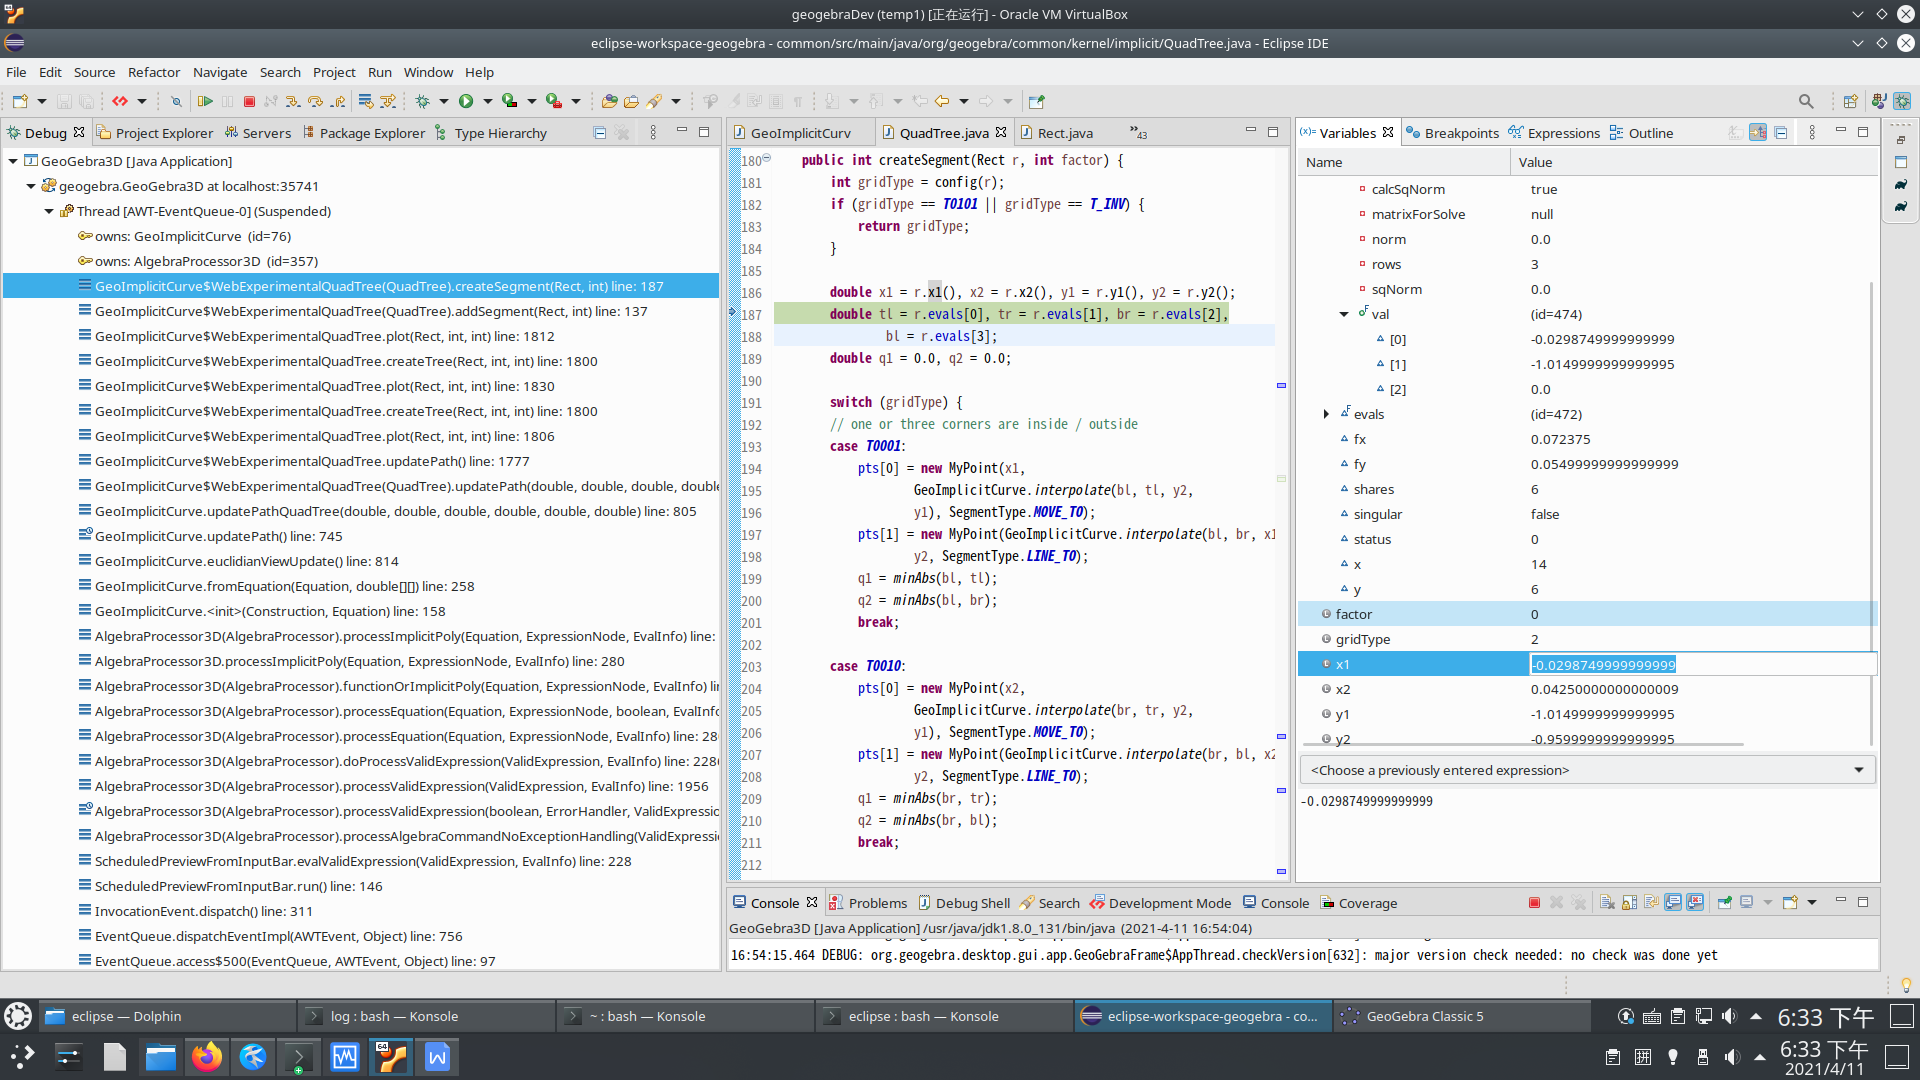 geogebraDev (temp1) [正在运行] - Oracle VM VirtualBox
eclipse-workspace-geogebra - common/src/main/java/org/geogebra/common/kernel/implicit/QuadTree.java - Eclipse IDE
File Edit Source Refactor Navigate Search Project Run Window Help
Debug Project Explorer Servers Package Explorer Type Hierarchy
GeoGebra3D [Java Application]
geogebra.GeoGebra3D at localhost:35741
Thread [AWT-EventQueue-0] (Suspended)
owns: GeoImplicitCurve (id=76)
owns: AlgebraProcessor3D (id=357)
GeoImplicitCurve$WebExperimentalQuadTree(QuadTree).createSegment(Rect, int) line: 187
GeoImplicitCurve$WebExperimentalQuadTree(QuadTree).addSegment(Rect, int) line: 137
GeoImplicitCurve$WebExperimentalQuadTree.plot(Rect, int, int) line: 1812
GeoImplicitCurve$WebExperimentalQuadTree.createTree(Rect, int, int) line: 1800
GeoImplicitCurve$WebExperimentalQuadTree.plot(Rect, int, int) line: 1830
GeoImplicitCurve$WebExperimentalQuadTree.createTree(Rect, int, int) line: 1800
GeoImplicitCurve$WebExperimentalQuadTree.plot(Rect, int, int) line: 1806
GeoImplicitCurve$WebExperimentalQuadTree.updatePath() line: 1777
GeoImplicitCurve$WebExperimentalQuadTree(QuadTree).updatePath(double, double, double, doubl
GeoImplicitCurve.updatePathQuadTree(double, double, double, double, double, double) line: 805
GeoImplicitCurve.updatePath() line: 745
GeoImplicitCurve.euclidianViewUpdate() line: 814
GeoImplicitCurve.fromEquation(Equation, double[][]) line: 258
GeoImplicitCurve.<init>(Construction, Equation) line: 158
AlgebraProcessor3D(AlgebraProcessor).processImplicitPoly(Equation, ExpressionNode, EvalInfo) line:
AlgebraProcessor3D.processImplicitPoly(Equation, ExpressionNode, EvalInfo) line: 280
AlgebraProcessor3D(AlgebraProcessor).functionOrImplicitPoly(Equation, ExpressionNode, EvalInfo) li
AlgebraProcessor3D(AlgebraProcessor).processEquation(Equation, ExpressionNode, boolean, EvalInfo
AlgebraProcessor3D(AlgebraProcessor).processEquation(Equation, ExpressionNode, EvalInfo) line: 28
AlgebraProcessor3D(AlgebraProcessor).doProcessValidExpression(ValidExpression, EvalInfo) line: 228
AlgebraProcessor3D(AlgebraProcessor).processValidExpression(ValidExpression, EvalInfo) line: 1956
AlgebraProcessor3D(AlgebraProcessor).processValidExpression(boolean, ErrorHandler, ValidExpressio
AlgebraProcessor3D(AlgebraProcessor).processAlgebraCommandNoExceptionHandling(ValidExpressi
ScheduledPreviewFromInputBar.evalValidExpression(ValidExpression, EvalInfo) line: 228
ScheduledPreviewFromInputBar.run() line: 146
InvocationEvent.dispatch() line: 311
EventQueue.dispatchEventImpl(AWTEvent, Object) line: 756
EventQueue.access$500(EventQueue, AWTEvent, Object) line: 97
GeoImplicitCurv QuadTree.java Rect.java »43
180 public int createSegment(Rect r, int factor) {
181 int gridType = config(r);
182 if (gridType == T0101 || gridType == T_INV) {
183 return gridType;
184 }
185
186 double x1 = r.x1(), x2 = r.x2(), y1 = r.y1(), y2 = r.y2();
187 double tl = r.evals[0], tr = r.evals[1], br = r.evals[2],
188 bl = r.evals[3];
189 double q1 = 0.0, q2 = 0.0;
190
191 switch (gridType) {
192 // one or three corners are inside / outside
193 case T0001:
194 pts[0] = new MyPoint(x1,
195 GeoImplicitCurve.interpolate(bl, tl, y2,
196 y1), SegmentType.MOVE_TO);
197 pts[1] = new MyPoint(GeoImplicitCurve.interpolate(bl, br, x1
198 y2, SegmentType.LINE_TO);
199 q1 = minAbs(bl, tl);
200 q2 = minAbs(bl, br);
201 break;
202
203 case T0010:
204 pts[0] = new MyPoint(x2,
205 GeoImplicitCurve.interpolate(br, tr, y2,
206 y1), SegmentType.MOVE_TO);
207 pts[1] = new MyPoint(GeoImplicitCurve.interpolate(br, bl, x2
208 y2, SegmentType.LINE_TO);
209 q1 = minAbs(br, tr);
210 q2 = minAbs(br, bl);
211 break;
212
(x)= Variables Breakpoints Expressions Outline
Name Value
calcSqNorm true
matrixForSolve null
norm 0.0
rows 3
sqNorm 0.0
val (id=474)
[0] -0.0298749999999999
[1] -1.0149999999999995
[2] 0.0
evals (id=472)
fx 0.072375
fy 0.05499999999999999
shares 6
singular false
status 0
x 14
y 6
factor 0
gridType 2
x1 -0.0298749999999999
x2 0.04250000000000009
y1 -1.0149999999999995
y2 -0.9599999999999995
<Choose a previously entered expression>
-0.0298749999999999
Console Problems Debug Shell Search Development Mode Console Coverage
GeoGebra3D [Java Application] /usr/java/jdk1.8.0_131/bin/java (2021-4-11 16:54:04)
16:54:15.464 DEBUG: org.geogebra.desktop.gui.app.GeoGebraFrame$AppThread.checkVersion[632]: major version check needed: no check was done yet
eclipse — Dolphin log : bash — Konsole ~ : bash — Konsole eclipse : bash — Konsole eclipse-workspace-geogebra - co... GeoGebra Classic 5 6:33 下午
64 W 拼 6:33 下午
2021/4/11